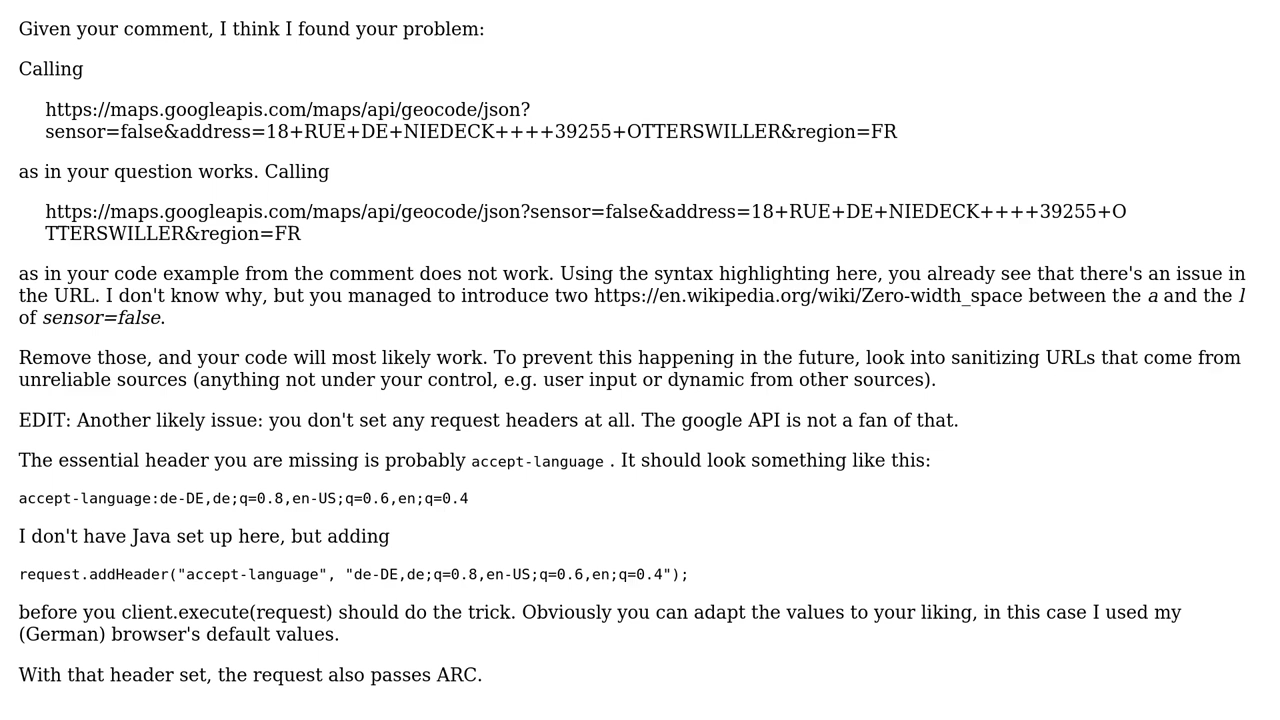 Given your comment, I think I found your problem:
Calling
https://maps.googleapis.com/maps/api/geocode/json?
sensor=false&address=18+RUE+DE+NIEDECK++++39255+OTTERSWILLER&region=FR
as in your question works. Calling
https://maps.googleapis.com/maps/api/geocode/json?sensor=false&address=18+RUE+DE+NIEDECK++++39255+O
TTERSWILLER&region=FR
as in your code example from the comment does not work. Using the syntax highlighting here, you already see that there's an issue in
the URL. I don't know why, but you managed to introduce two https://en.wikipedia.org/wiki/Zero-width_space between the a and the l
of sensor=false.
Remove those, and your code will most likely work. To prevent this happening in the future, look into sanitizing URLs that come from
unreliable sources (anything not under your control, e.g. user input or dynamic from other sources).
EDIT: Another likely issue: you don't set any request headers at all. The google API is not a fan of that.
The essential header you are missing is probably accept-language . It should look something like this:
accept-language:de-DE,de;q=0.8,en-US;q=0.6,en;q=0.4
I don't have Java set up here, but adding
request.addHeader("accept-language", "de-DE,de;q=0.8,en-US;q=0.6,en;q=0.4");
before you client.execute(request) should do the trick. Obviously you can adapt the values to your liking, in this case I used my
(German) browser's default values.
With that header set, the request also passes ARC.